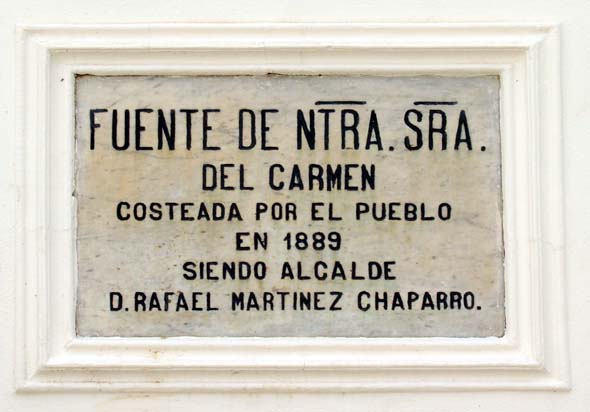 FUENTE DE NTRA. SRA.
DEL CARMEN
COSTEADA POR EL PUEBLO
EN 1889
SIENDO ALCALDE
D. RAFAEL MARTINEZ CHAPARRO.